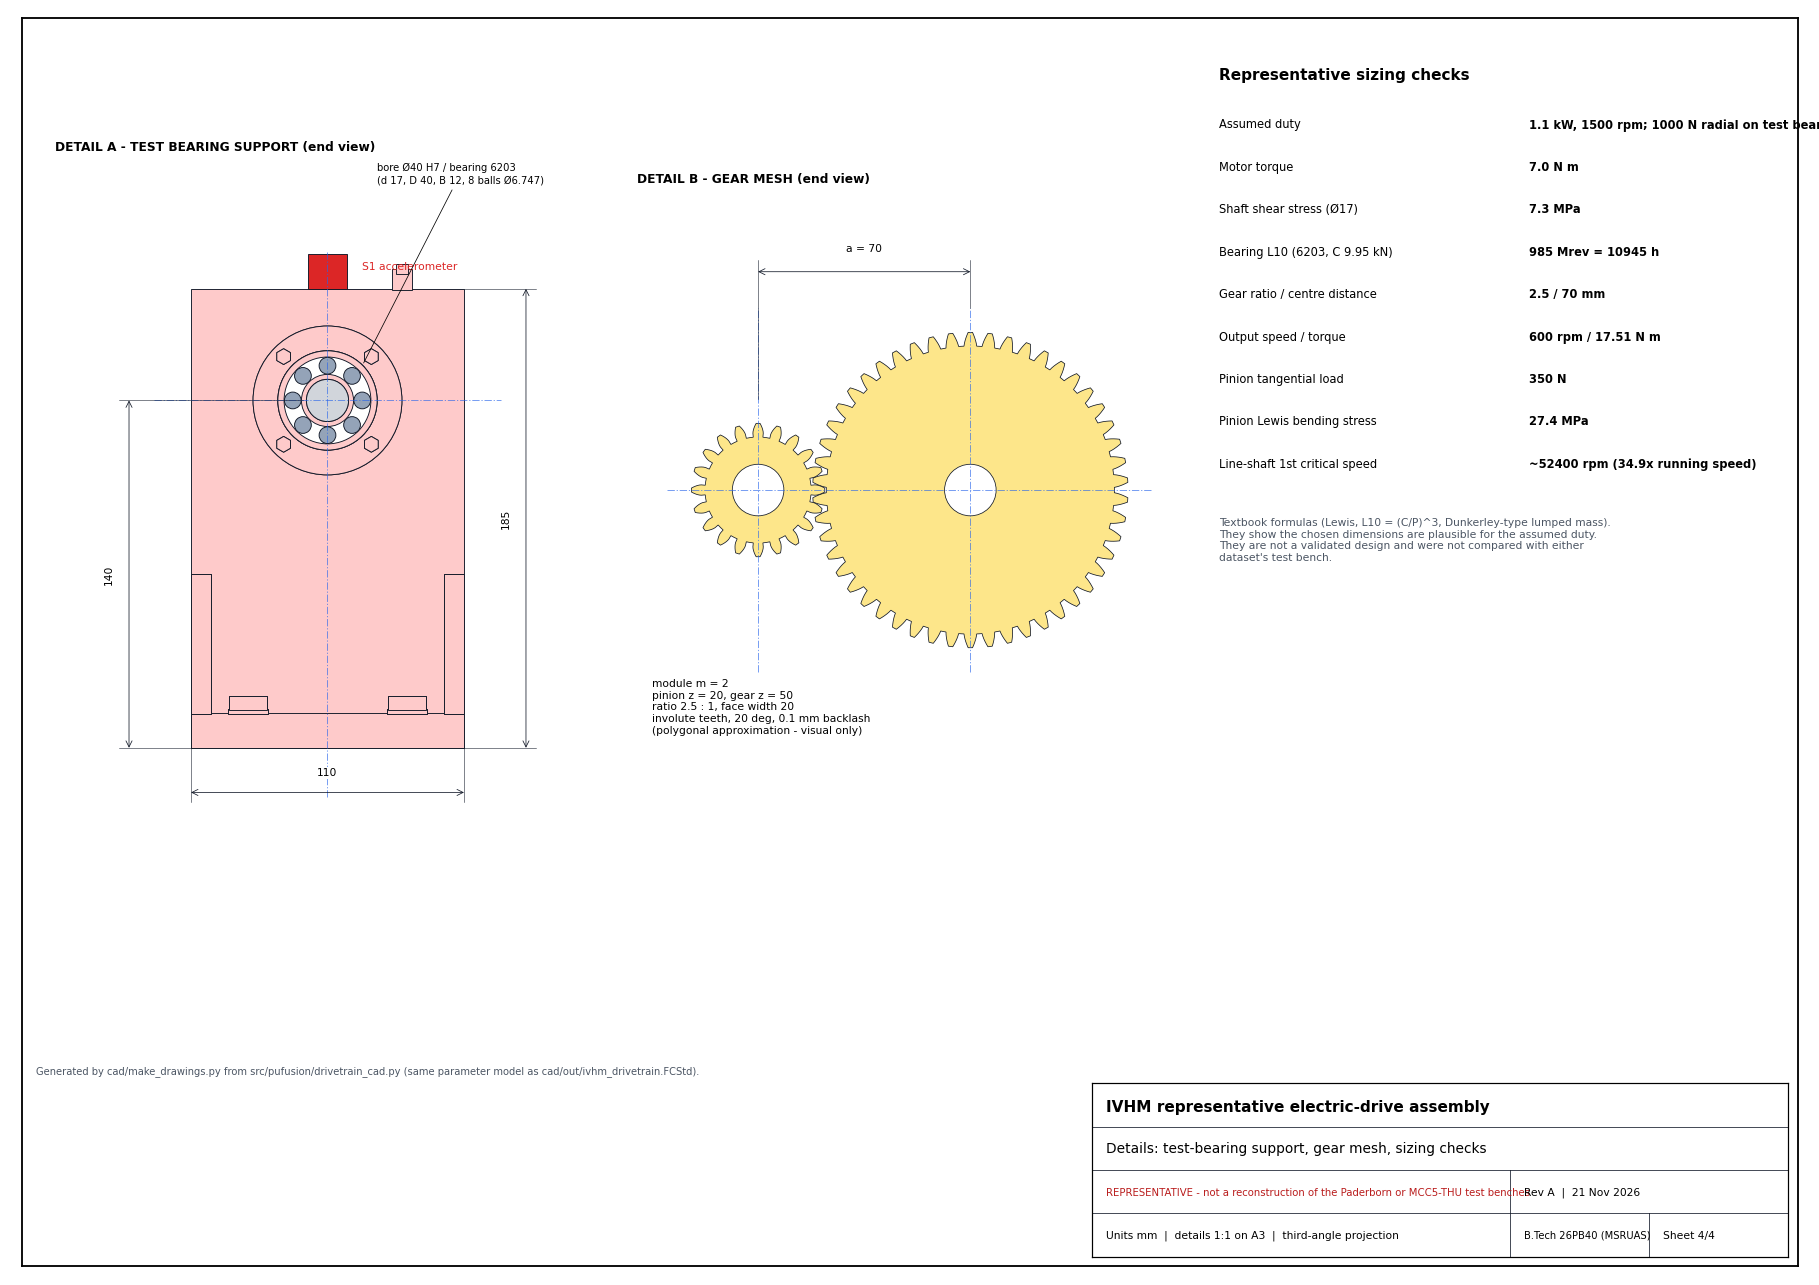 DETAIL A - TEST BEARING SUPPORT (end view)
bore Ø40 H7 / bearing 6203
(d 17, D 40, B 12, 8 balls Ø6.747)
S1 accelerometer
140
185
110
DETAIL B - GEAR MESH (end view)
a = 70
module m = 2
pinion z = 20, gear z = 50
ratio 2.5 : 1, face width 20
involute teeth, 20 deg, 0.1 mm backlash
(polygonal approximation - visual only)
Representative sizing checks
Assumed duty 1.1 kW, 1500 rpm; 1000 N radial on test bear
Motor torque 7.0 N m
Shaft shear stress (Ø17) 7.3 MPa
Bearing L10 (6203, C 9.95 kN) 985 Mrev = 10945 h
Gear ratio / centre distance 2.5 / 70 mm
Output speed / torque 600 rpm / 17.51 N m
Pinion tangential load 350 N
Pinion Lewis bending stress 27.4 MPa
Line-shaft 1st critical speed ~52400 rpm (34.9x running speed)
Textbook formulas (Lewis, L10 = (C/P)^3, Dunkerley-type lumped mass).
They show the chosen dimensions are plausible for the assumed duty.
They are not a validated design and were not compared with either
dataset's test bench.
Generated by cad/make_drawings.py from src/pufusion/drivetrain_cad.py (same parameter model as cad/out/ivhm_drivetrain.FCStd).
IVHM representative electric-drive assembly
Details: test-bearing support, gear mesh, sizing checks
REPRESENTATIVE - not a reconstruction of the Paderborn or MCC5-THU test benches
Rev A | 21 Nov 2026
Units mm | details 1:1 on A3 | third-angle projection
B.Tech 26PB40 (MSRUAS)
Sheet 4/4